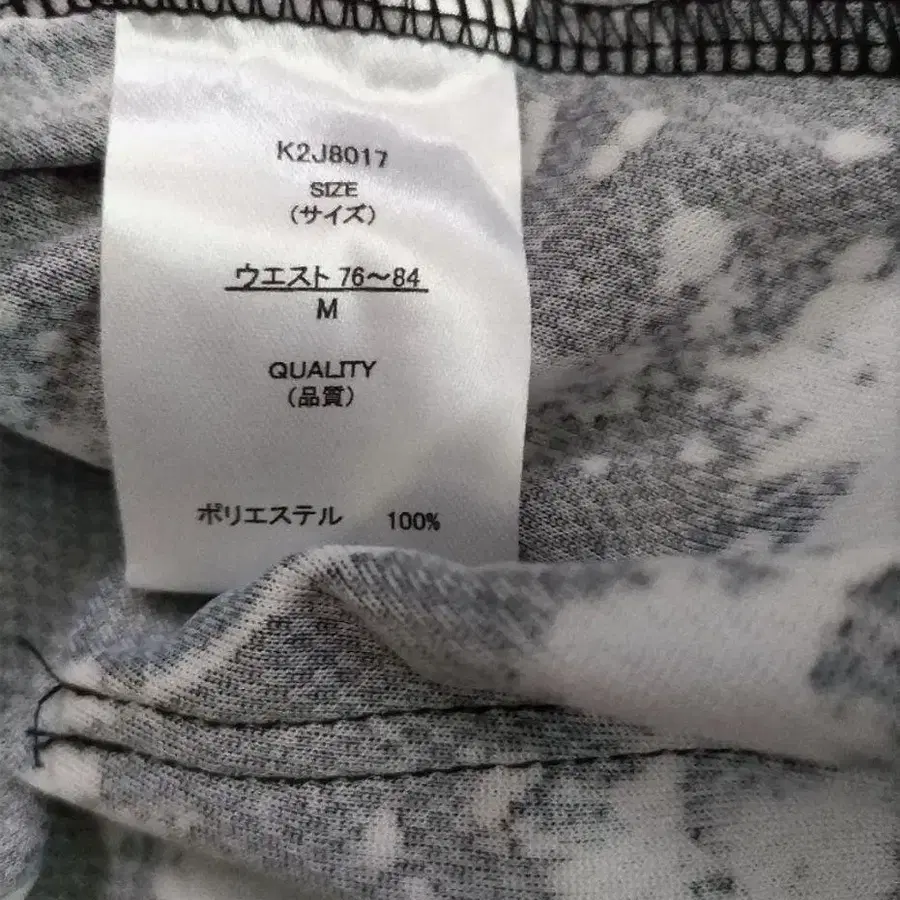 K2J8017
SIZE
(サイズ)
ウエスト 76～84
M
QUALITY
(品質)
ポリエステル 100%